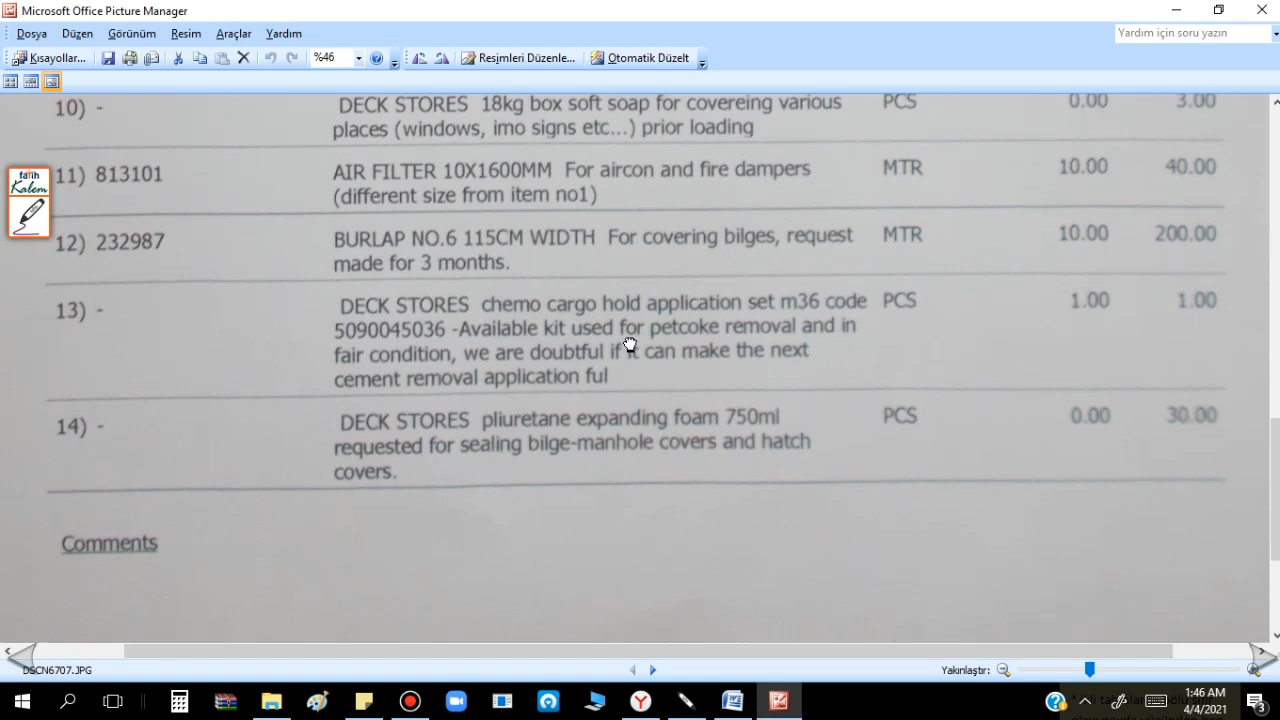 Microsoft Office Picture Manager
Dosya Düzen Görünüm Resim Araçlar Yardım
Yardım için soru yazın
Kısayollar... %46 Resimleri Düzenle... Otomatik Düzelt
fatih
Kalem
10) - DECK STORES 18kg box soft soap for covereing various PCS 0.00 3.00
places (windows, imo signs etc...) prior loading
11) 813101 AIR FILTER 10X1600MM For aircon and fire dampers MTR 10.00 40.00
(different size from item no1)
12) 232987 BURLAP NO.6 115CM WIDTH For covering bilges, request MTR 10.00 200.00
made for 3 months.
13) - DECK STORES chemo cargo hold application set m36 code PCS 1.00 1.00
5090045036 -Available kit used for petcoke removal and in
fair condition, we are doubtful if it can make the next
cement removal application ful
14) - DECK STORES pliuretane expanding foam 750ml PCS 0.00 30.00
requested for sealing bilge-manhole covers and hatch
covers.
Comments
DSCN6707.JPG
Yakınlaştır:
1:46 AM
4/4/2021
3